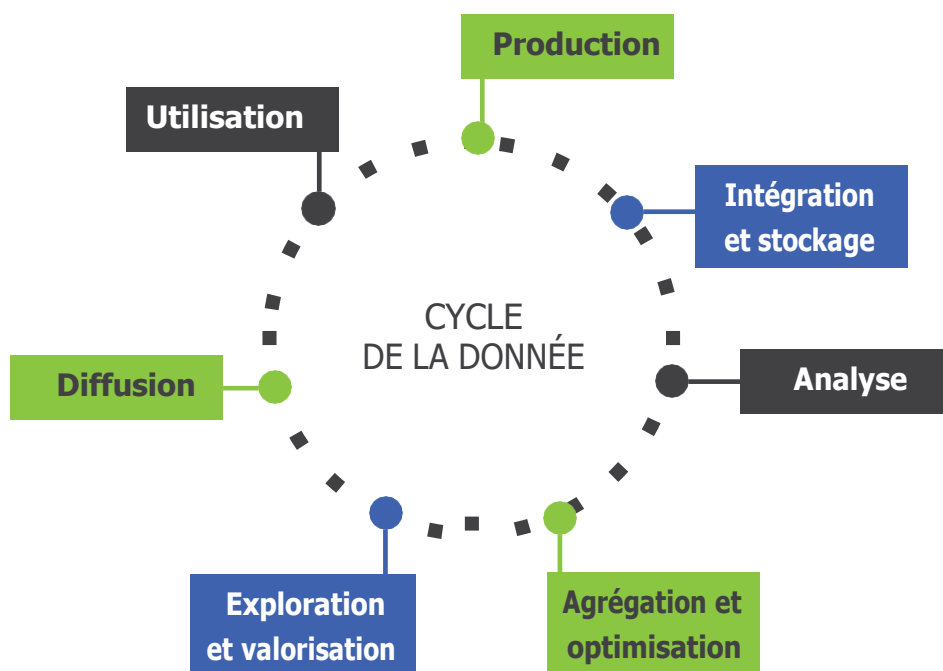 Production
Utilisation
Intégration
et stockage
CYCLE
DE LA DONNÉE
Analyse
Diffusion
Agrégation et
optimisation
Exploration
et valorisation